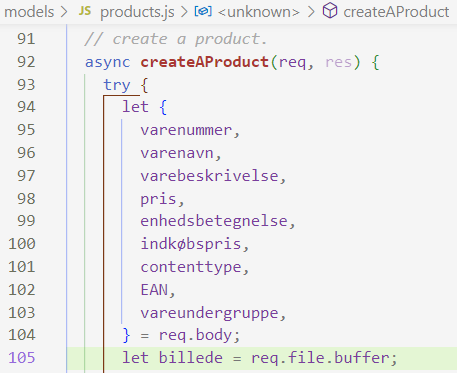 models > JS products.js > <unknown> > createAProduct
91 // create a product.
92 async createAProduct(req, res) {
93 try {
94 let {
95 varenummer,
96 varenavn,
97 varebeskrivelse,
98 pris,
99 enhedsbetegnelse,
100 indkøbspris,
101 contenttype,
102 EAN,
103 vareundergruppe,
104 } = req.body;
105 let billede = req.file.buffer;